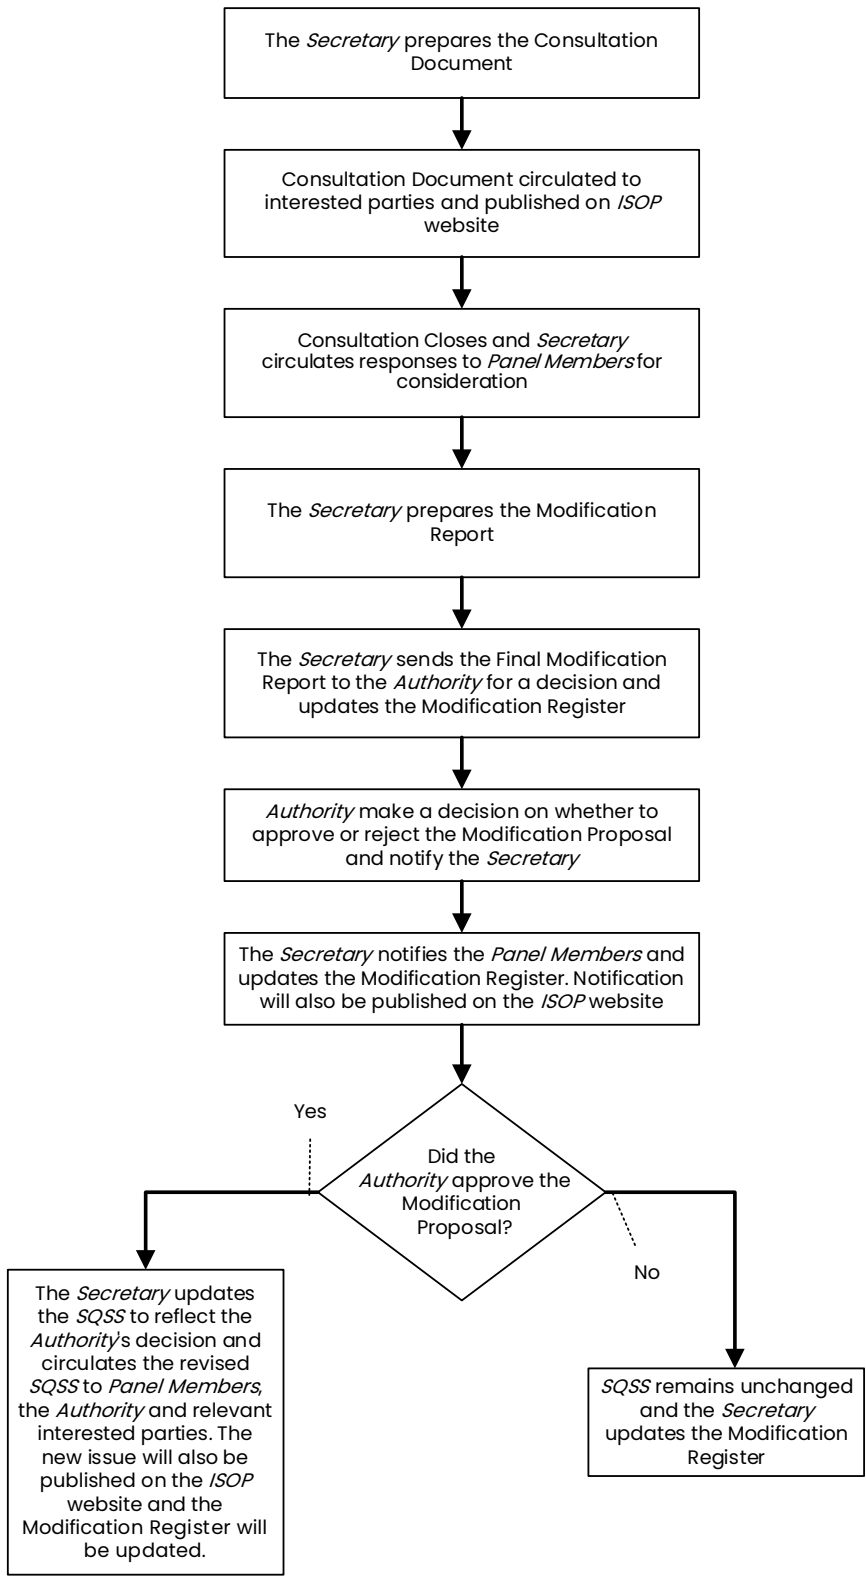 The Secretary prepares the Consultation
Document
Consultation Document circulated to
interested parties and published on ISOP
website
Consultation Closes and Secretary
circulates responses to Panel Members for
consideration
The Secretary prepares the Modification
Report
The Secretary sends the Final Modification
Report to the Authority for a decision and
updates the Modification Register
Authority make a decision on whether to
approve or reject the Modification Proposal
and notify the Secretary
The Secretary notifies the Panel Members and
updates the Modification Register. Notification
will also be published on the ISOP website
Did the
Authority approve the
Modification
Proposal?
Yes
No
The Secretary updates
the SQSS to reflect the
Authority's decision and
circulates the revised
SQSS to Panel Members,
the Authority and relevant
interested parties. The
new issue will also be
published on the ISOP
website and the
Modification Register will
be updated.
SQSS remains unchanged
and the Secretary
updates the Modification
Register